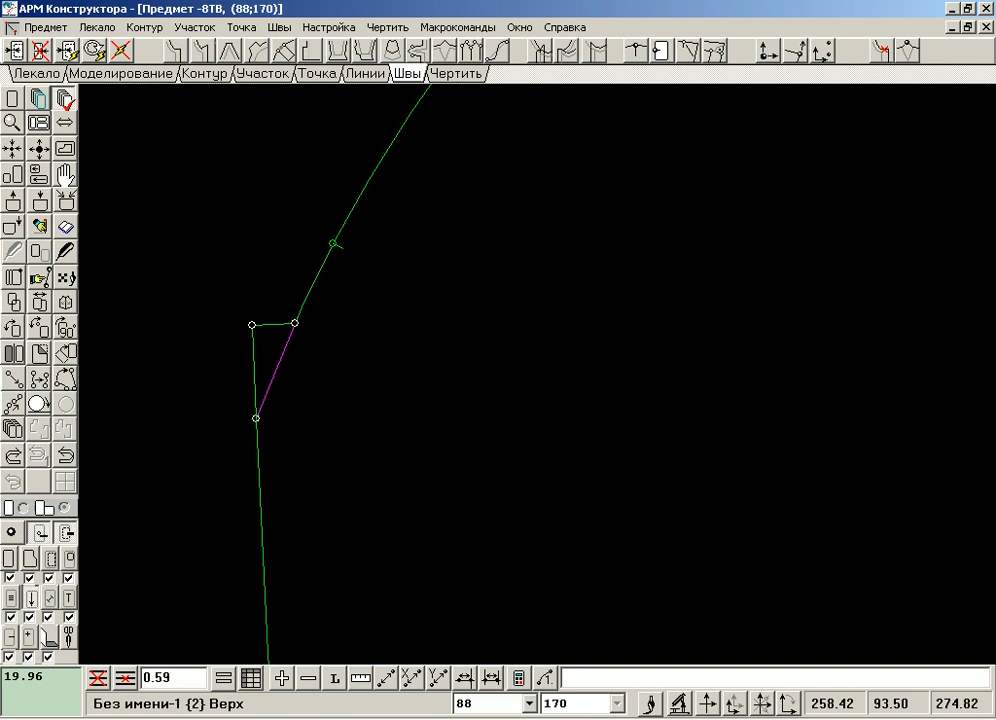 АРМ Конструктора - [Предмет -8ТВ, (88;170)]
Предмет Лекало Контур Участок Точка Швы Настройка Чертить Макрокоманды Окно Справка
Лекало Моделирование Контур Участок Точка Линии Швы Чертить
19.96
0.59
L
Без имени-1 {2} Верх
88
170
258.42
93.50
274.82